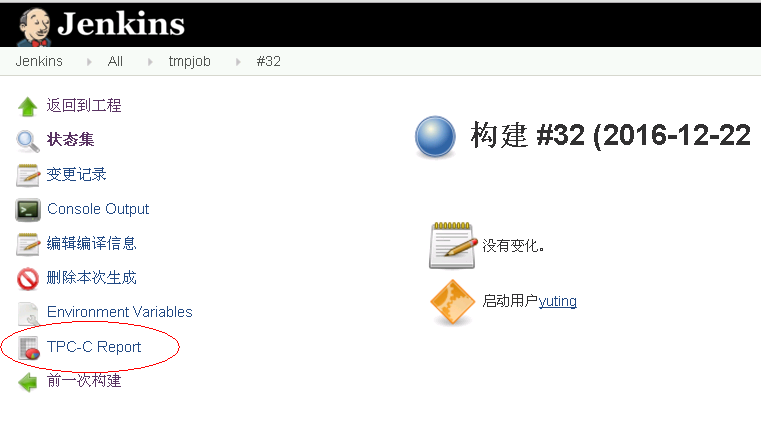 Jenkins
Jenkins All tmpjob #32
返回到工程
状态集
变更记录
Console Output
编辑编译信息
删除本次生成
Environment Variables
TPC-C Report
前一次构建
构建 #32 (2016-12-22
没有变化。
启动用户yuting